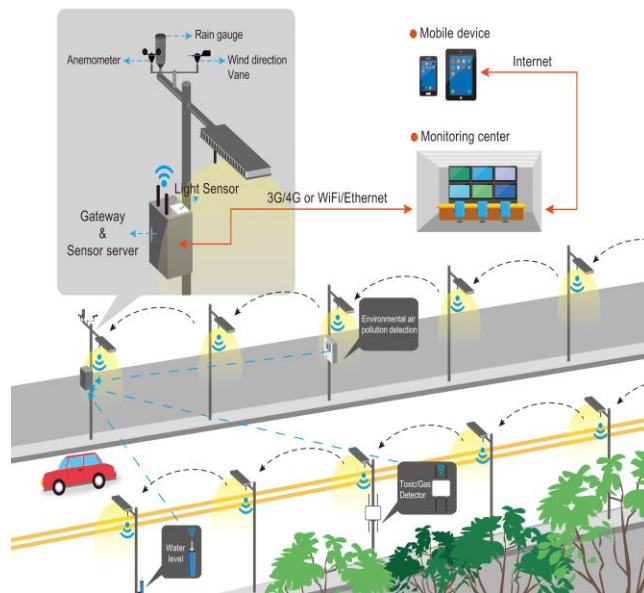 Rain gauge
Anemometer
Wind direction
Vane
Light Sensor
Gateway
&
Sensor server
Mobile device
Internet
Monitoring center
3G/4G or WiFi/Ethernet
Environmental air
pollution detection
Toxic/Gas
Detector
Water
level